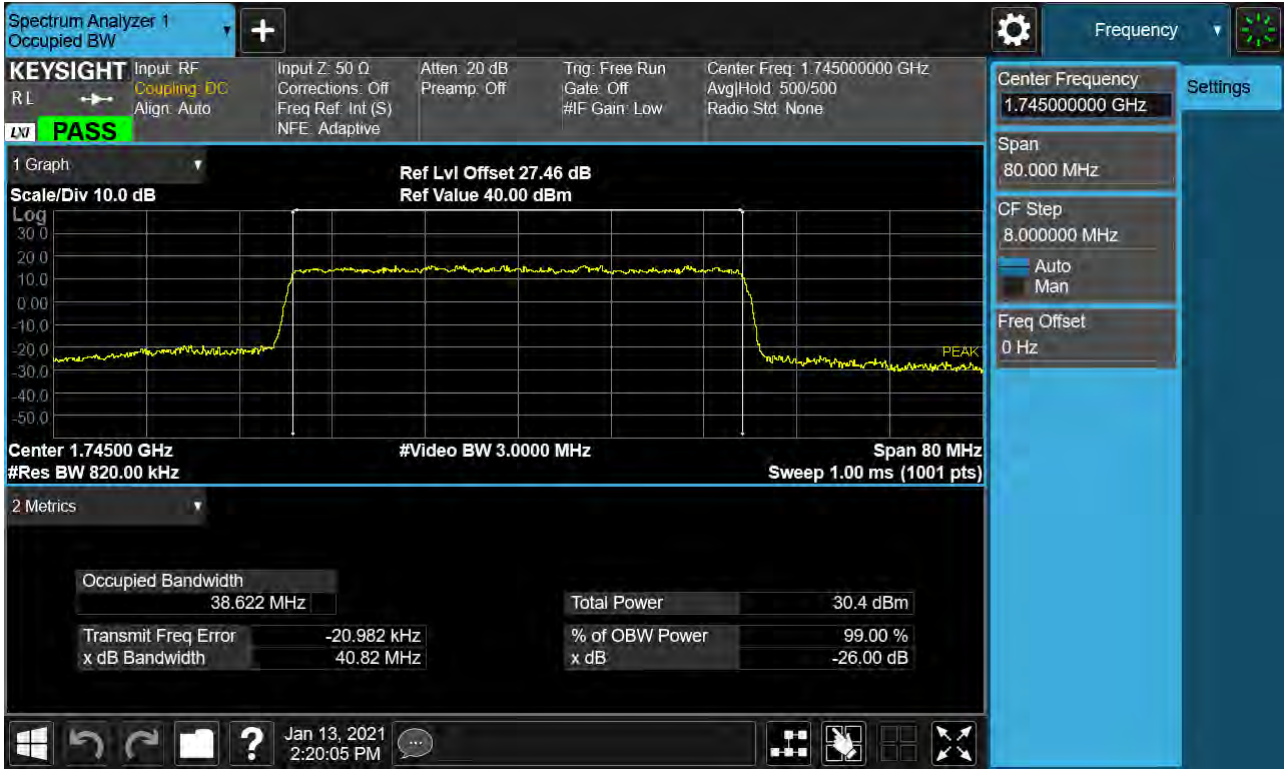 Spectrum Analyzer 1
Occupied BW
Frequency
KEYSIGHT
R L
LXI PASS
Input: RF
Coupling: DC
Align: Auto
Input Z: 50 Ω
Corrections: Off
Freq Ref: Int (S)
NFE: Adaptive
Atten: 20 dB
Preamp: Off
Trig: Free Run
Gate: Off
#IF Gain: Low
Center Freq: 1.745000000 GHz
Avg|Hold: 500/500
Radio Std: None
1 Graph
Scale/Div 10.0 dB
Ref Lvl Offset 27.46 dB
Ref Value 40.00 dBm
Log
30.0
20.0
10.0
0.00
-10.0
-20.0
-30.0
-40.0
-50.0
PEAK
Center 1.74500 GHz
#Video BW 3.0000 MHz
Span 80 MHz
#Res BW 820.00 kHz
Sweep 1.00 ms (1001 pts)
2 Metrics
Occupied Bandwidth
38.622 MHz
Total Power 30.4 dBm
Transmit Freq Error -20.982 kHz
% of OBW Power 99.00 %
x dB Bandwidth 40.82 MHz
x dB -26.00 dB
Center Frequency
1.745000000 GHz
Settings
Span
80.000 MHz
CF Step
8.000000 MHz
Auto
Man
Freq Offset
0 Hz
?
Jan 13, 2021
2:20:05 PM